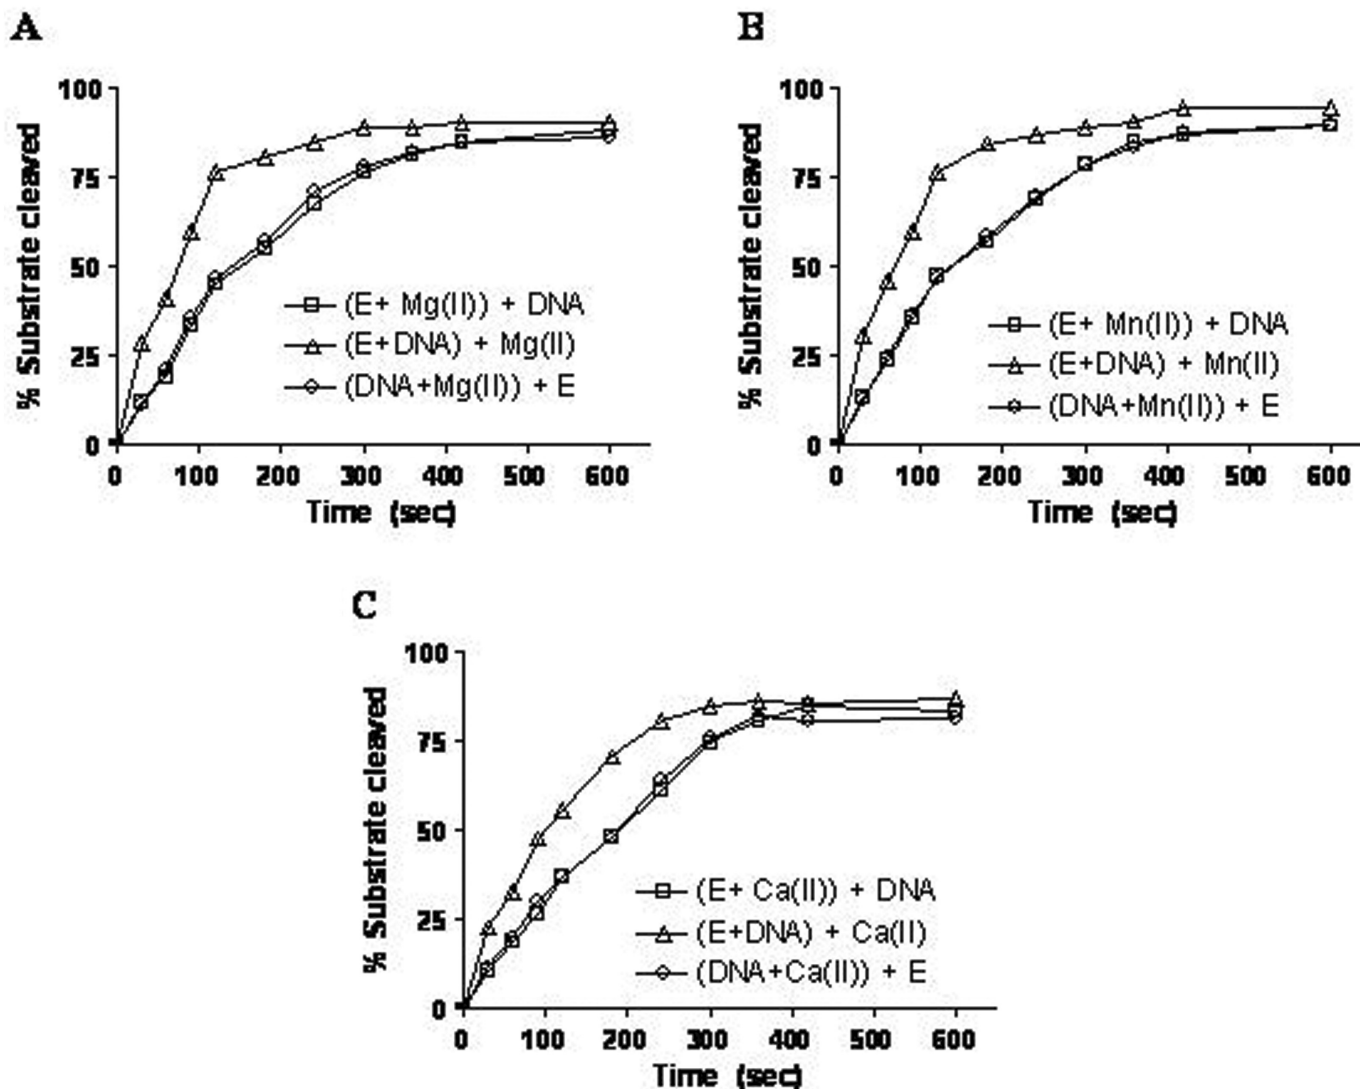 A
% Substrate cleaved
100
75
50
25
0
(E+ Mg(II)) + DNA
(E+DNA) + Mg(II)
(DNA+Mg(II)) + E
0 100 200 300 400 500 600
Time (sec)
B
% Substrate cleaved
100
75
50
25
0
(E+ Mn(II)) + DNA
(E+DNA) + Mn(II)
(DNA+Mn(II)) + E
0 100 200 300 400 500 600
Time (sec)
C
% Substrate cleaved
100
75
50
25
0
(E+ Ca(II)) + DNA
(E+DNA) + Ca(II)
(DNA+Ca(II)) + E
0 100 200 300 400 500 600
Time (sec)